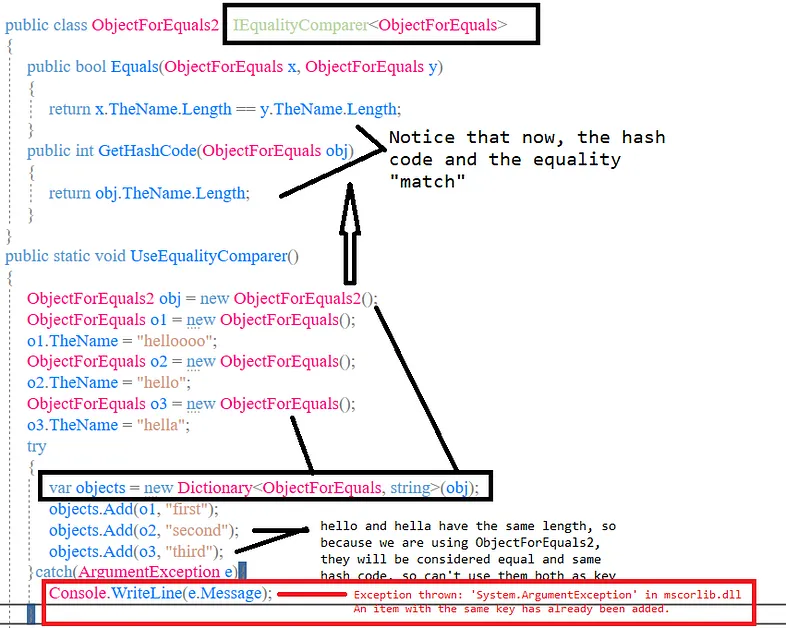 public class ObjectForEquals2 IEqualityComparer<ObjectForEquals>
{
public bool Equals(ObjectForEquals x, ObjectForEquals y)
{
return x.TheName.Length == y.TheName.Length;
}
public int GetHashCode(ObjectForEquals obj)
{
return obj.TheName.Length;
}
}
Notice that now, the hash
code and the equality
"match"
public static void UseEqualityComparer()
{
ObjectForEquals2 obj = new ObjectForEquals2();
ObjectForEquals o1 = new ObjectForEquals();
o1.TheName = "helloooo";
ObjectForEquals o2 = new ObjectForEquals();
o2.TheName = "hello";
ObjectForEquals o3 = new ObjectForEquals();
o3.TheName = "hella";
try
{
var objects = new Dictionary<ObjectForEquals, string>(obj);
objects.Add(o1, "first");
objects.Add(o2, "second");
objects.Add(o3, "third");
hello and hella have the same length, so
because we are using ObjectForEquals2,
they will be considered equal and same
hash code, so can't use them both as key
}catch(ArgumentException e)
Console.WriteLine(e.Message);
Exception thrown: 'System.ArgumentException' in mscorlib.dll
An item with the same key has already been added.